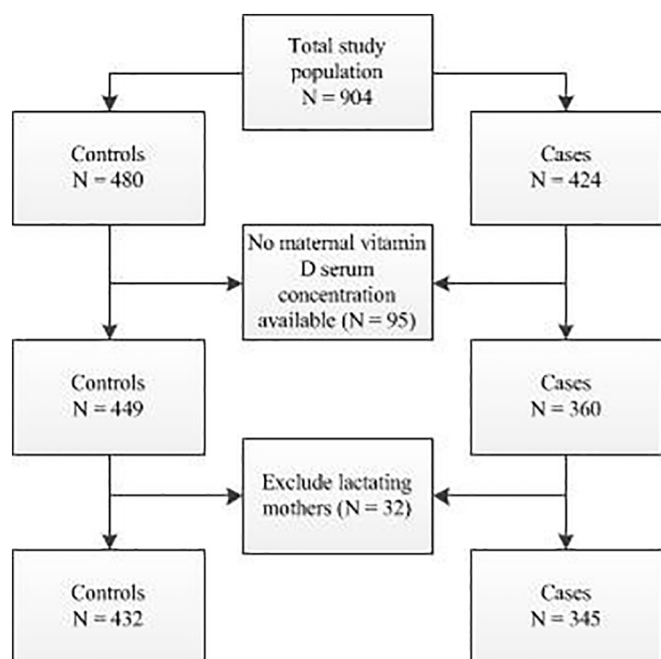 Total study
population
N = 904
Controls
N = 480
Cases
N = 424
No maternal vitamin
D serum
concentration
available (N = 95)
Controls
N = 449
Cases
N = 360
Exclude lactating
mothers (N = 32)
Controls
N = 432
Cases
N = 345